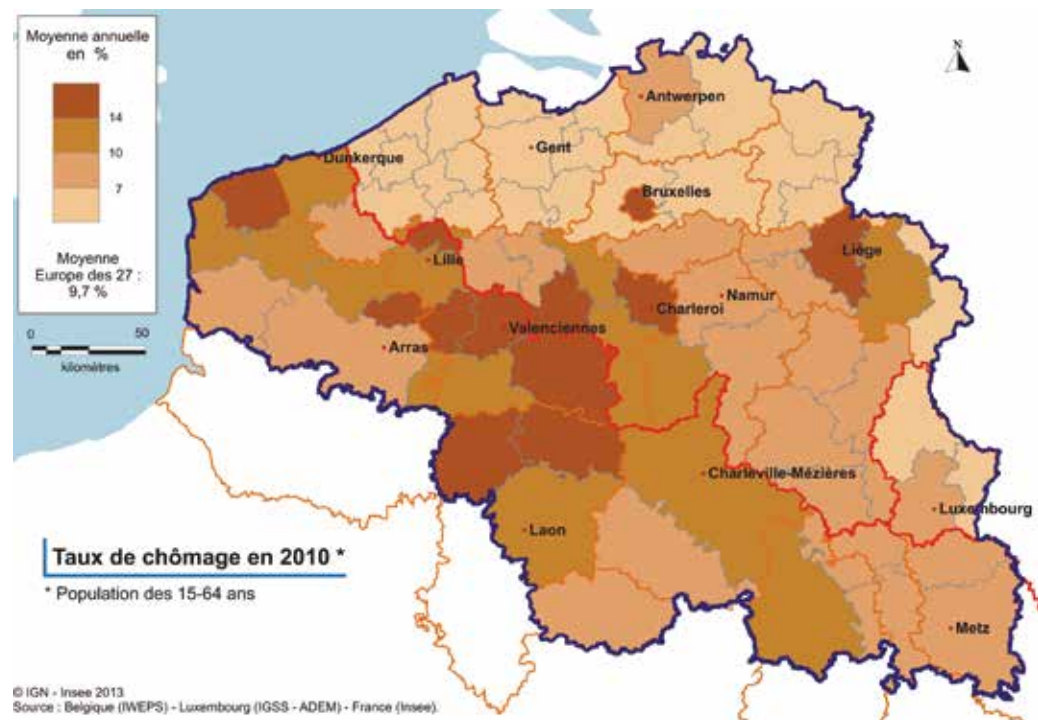 Moyenne annuelle
en %
14
10
7
Moyenne
Europe des 27 :
9,7 %
0 50
kilomètres
N
Antwerpen
Gent
Dunkerque
Bruxelles
Lille
Liège
Charleroi
Namur
Valenciennes
Arras
Charleville-Mézières
Luxembourg
Laon
Metz
Taux de chômage en 2010 *
* Population des 15-64 ans
© IGN - Insee 2013
Source : Belgique (IWEPS) - Luxembourg (IGSS - ADEM) - France (Insee).